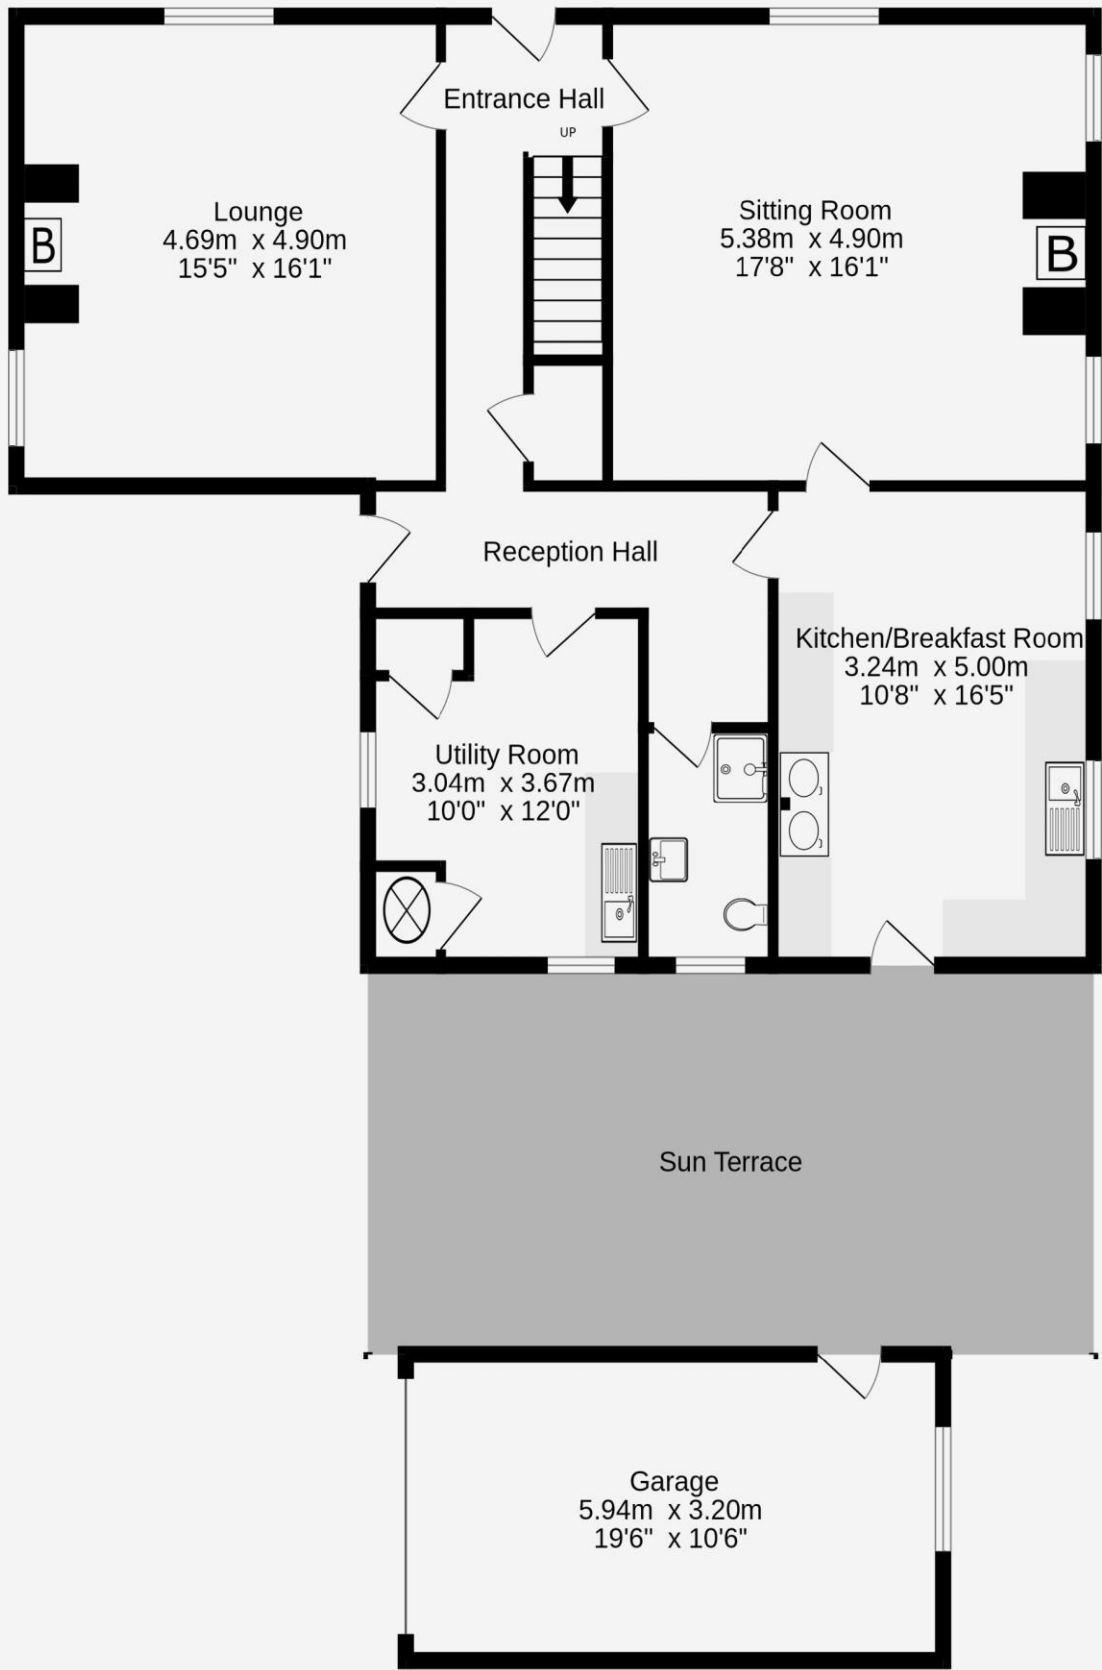 Entrance Hall
UP
Lounge
4.69m x 4.90m
15'5" x 16'1"
B
Sitting Room
5.38m x 4.90m
17'8" x 16'1"
B
Reception Hall
Kitchen/Breakfast Room
3.24m x 5.00m
10'8" x 16'5"
Utility Room
3.04m x 3.67m
10'0" x 12'0"
Sun Terrace
Garage
5.94m x 3.20m
19'6" x 10'6"